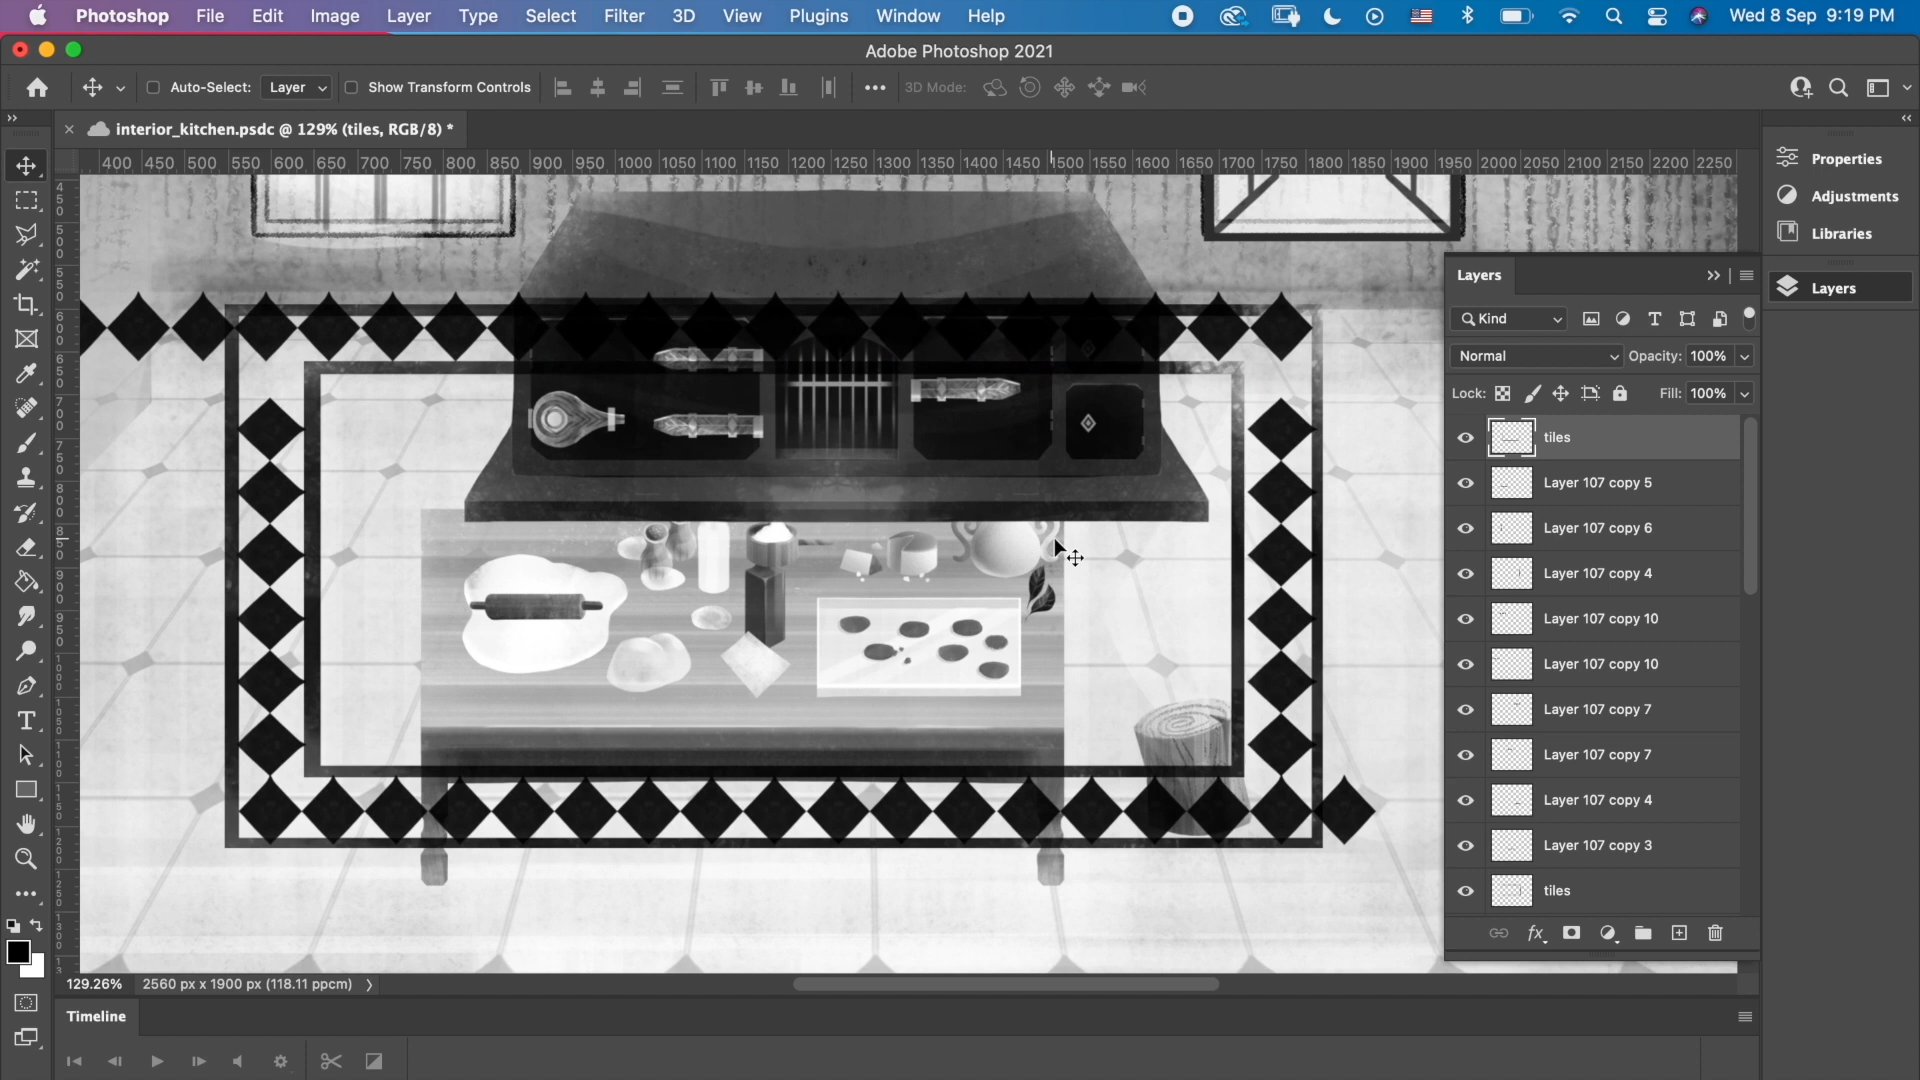 Photoshop File Edit Image Layer Type Select Filter 3D View Plugins Window Help Wed 8 Sep 9:19 PM
Adobe Photoshop 2021
Auto-Select: Layer Show Transform Controls 3D Mode:
interior_kitchen.psdc @ 129% (tiles, RGB/8) *
400 450 500 550 600 650 700 750 800 850 900 950 1000 1050 1100 1150 1200 1250 1300 1350 1400 1450 1500 1550 1600 1650 1700 1750 1800 1850 1900 1950 2000 2050 2100 2150 2200 2250
Properties
Adjustments
Libraries
Layers
Layers
Kind
Normal Opacity: 100%
Lock: Fill: 100%
tiles
Layer 107 copy 5
Layer 107 copy 6
Layer 107 copy 4
Layer 107 copy 10
Layer 107 copy 10
Layer 107 copy 7
Layer 107 copy 7
Layer 107 copy 4
Layer 107 copy 3
tiles
129.26% 2560 px x 1900 px (118.11 ppcm)
Timeline